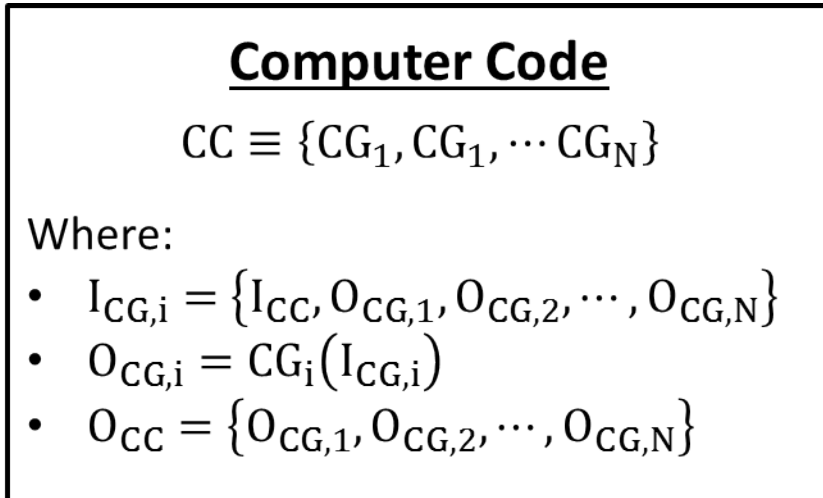 Computer Code
CC ≡ {CG₁, CG₁, ⋯ CG_N}
Where:
• I_CG,i = {I_CC, O_CG,1, O_CG,2, ⋯, O_CG,N}
• O_CG,i = CG_i(I_CG,i)
• O_CC = {O_CG,1, O_CG,2, ⋯, O_CG,N}